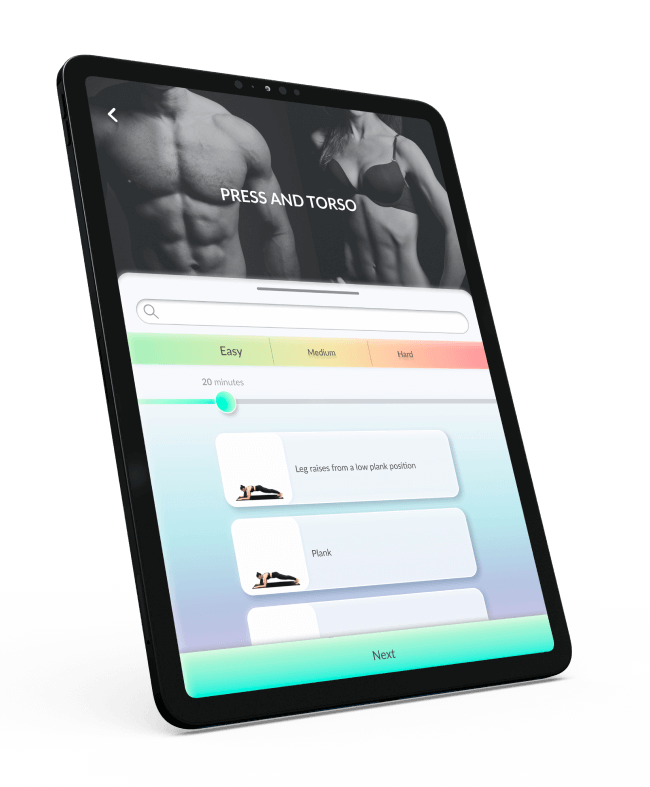 PRESS AND TORSO
Easy Medium Hard
20 minutes
Leg raises from a low plank position
Plank
Next